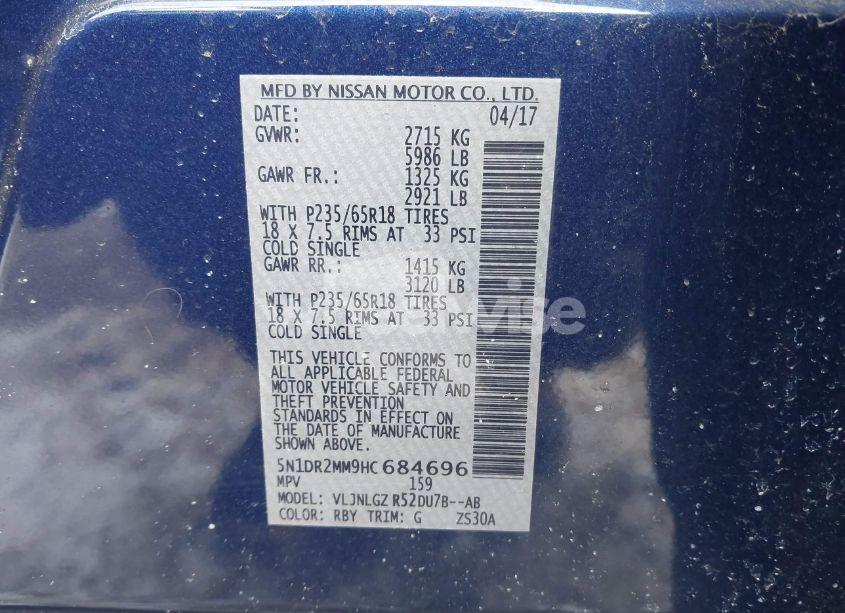 MFD BY NISSAN MOTOR CO., LTD.
DATE: 04/17
GVWR: 2715 KG
5986 LB
GAWR FR.: 1325 KG
2921 LB
WITH P235/65R18 TIRES
18 X 7.5 RIMS AT 33 PSI
COLD SINGLE
GAWR RR.: 1415 KG
3120 LB
WITH P235/65R18 TIRES
18 X 7.5 RIMS AT 33 PSI
COLD SINGLE
THIS VEHICLE CONFORMS TO
ALL APPLICABLE FEDERAL
MOTOR VEHICLE SAFETY AND
THEFT PREVENTION
STANDARDS IN EFFECT ON
THE DATE OF MANUFACTURE
SHOWN ABOVE.
5N1DR2MM9HC684696
MPV 159
MODEL: VLJNLGZ R52DU7B--AB
COLOR: RBY TRIM: G ZS30A